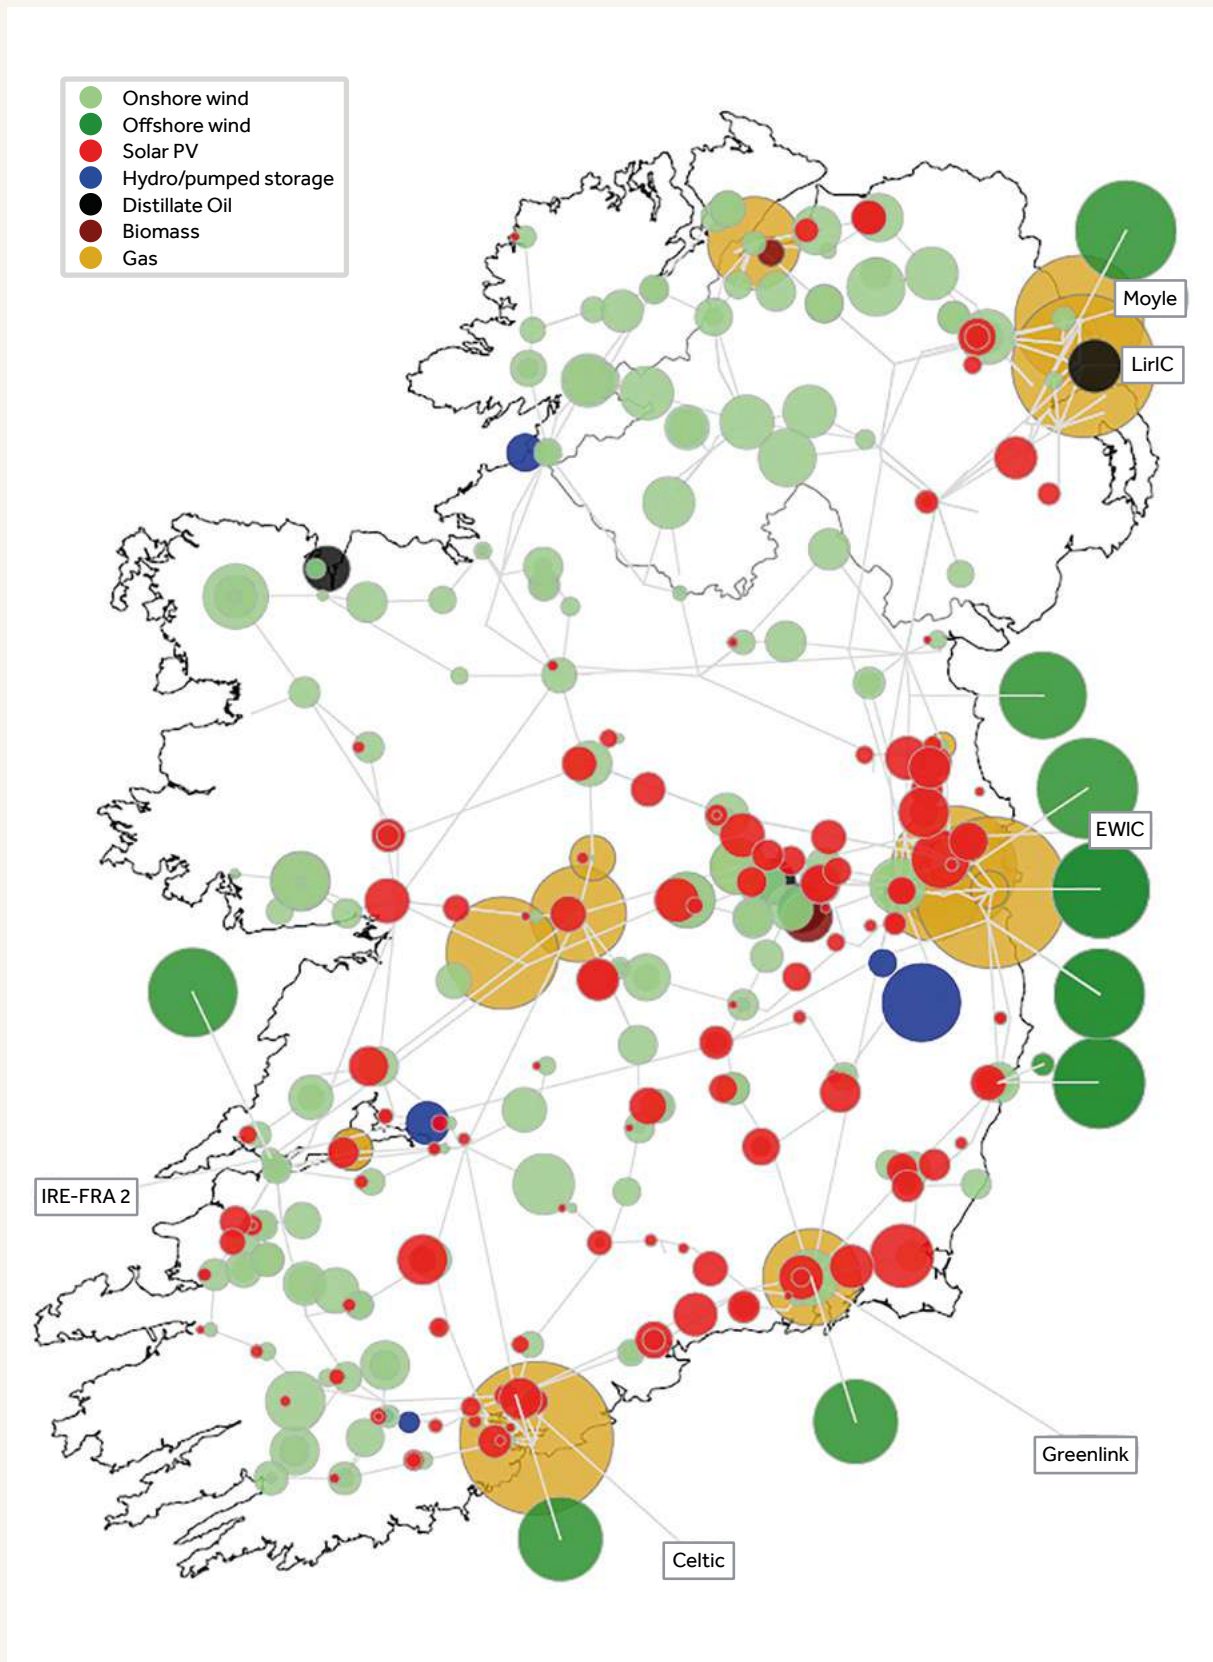 Onshore wind
Offshore wind
Solar PV
Hydro/pumped storage
Distillate Oil
Biomass
Gas
Moyle
LirIC
EWIC
IRE-FRA 2
Greenlink
Celtic